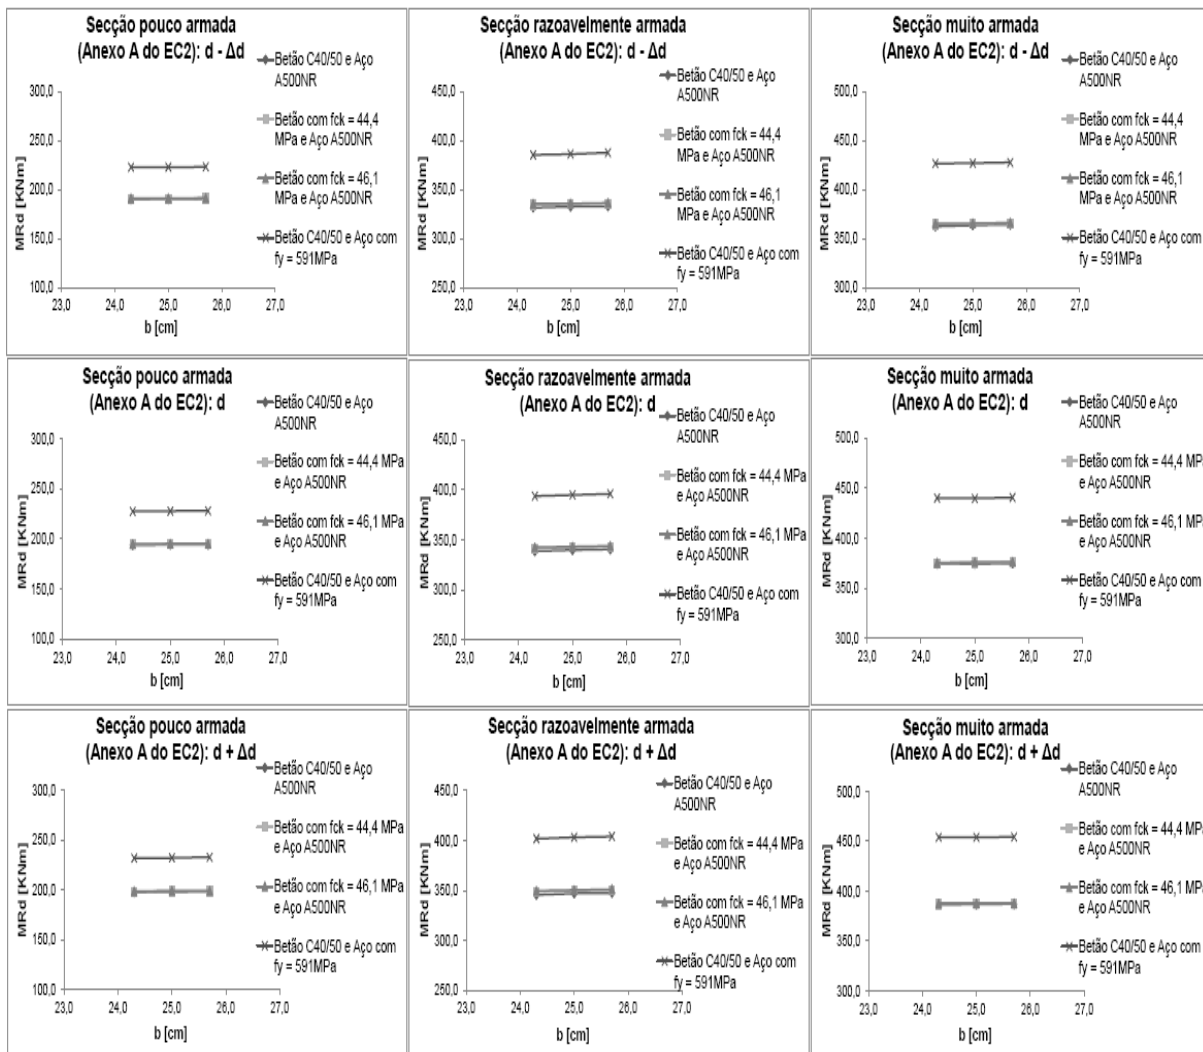 Secção pouco armada
(Anexo A do EC2): d - Δd
Betão C40/50 e Aço
A500NR
Betão com fck = 44,4
MPa e Aço A500NR
Betão com fck = 46,1
MPa e Aço A500NR
Betão C40/50 e Aço com
fy = 591MPa
MRd [KNm]
300,0
250,0
200,0
150,0
100,0
23,0 24,0 25,0 26,0 27,0
b [cm]
Secção razoavelmente armada
(Anexo A do EC2): d - Δd
Betão C40/50 e Aço
A500NR
Betão com fck = 44,4
MPa e Aço A500NR
Betão com fck = 46,1
MPa e Aço A500NR
Betão C40/50 e Aço com
fy = 591MPa
MRd [KNm]
450,0
400,0
350,0
300,0
250,0
23,0 24,0 25,0 26,0 27,0
b [cm]
Secção muito armada
(Anexo A do EC2): d - Δd
Betão C40/50 e Aço
A500NR
Betão com fck = 44,4
MPa e Aço A500NR
Betão com fck = 46,1
MPa e Aço A500NR
Betão C40/50 e Aço com
fy = 591MPa
MRd [KNm]
500,0
450,0
400,0
350,0
300,0
23,0 24,0 25,0 26,0 27,0
b [cm]
Secção pouco armada
(Anexo A do EC2): d
Betão C40/50 e Aço
A500NR
Betão com fck = 44,4 MPa
e Aço A500NR
Betão com fck = 46,1 MPa
e Aço A500NR
Betão C40/50 e Aço com
fy = 591MPa
MRd [KNm]
300,0
250,0
200,0
150,0
100,0
23,0 24,0 25,0 26,0 27,0
b [cm]
Secção razoavelmente armada
(Anexo A do EC2): d
Betão C40/50 e Aço
A500NR
Betão com fck = 44,4 MPa
e Aço A500NR
Betão com fck = 46,1 MPa
e Aço A500NR
Betão C40/50 e Aço com
fy = 591MPa
MRd [KNm]
450,0
400,0
350,0
300,0
250,0
23,0 24,0 25,0 26,0 27,0
b [cm]
Secção muito armada
(Anexo A do EC2): d
Betão C40/50 e Aço
A500NR
Betão com fck = 44,4 MPa
e Aço A500NR
Betão com fck = 46,1 MPa
e Aço A500NR
Betão C40/50 e Aço com
fy = 591MPa
MRd [KNm]
500,0
450,0
400,0
350,0
300,0
23,0 24,0 25,0 26,0 27,0
b [cm]
Secção pouco armada
(Anexo A do EC2): d + Δd
Betão C40/50 e Aço
A500NR
Betão com fck = 44,4 MPa
e Aço A500NR
Betão com fck = 46,1 MPa
e Aço A500NR
Betão C40/50 e Aço com
fy = 591MPa
MRd [KNm]
300,0
250,0
200,0
150,0
100,0
23,0 24,0 25,0 26,0 27,0
b [cm]
Secção razoavelmente armada
(Anexo A do EC2): d + Δd
Betão C40/50 e Aço
A500NR
Betão com fck = 44,4 MPa
e Aço A500NR
Betão com fck = 46,1 MPa
e Aço A500NR
Betão C40/50 e Aço com
fy = 591MPa
MRd [KNm]
450,0
400,0
350,0
300,0
250,0
23,0 24,0 25,0 26,0 27,0
b [cm]
Secção muito armada
(Anexo A do EC2): d + Δd
Betão C40/50 e Aço
A500NR
Betão com fck = 44,4 MPa
e Aço A500NR
Betão com fck = 46,1 MPa
e Aço A500NR
Betão C40/50 e Aço com
fy = 591MPa
MRd [KNm]
500,0
450,0
400,0
350,0
300,0
23,0 24,0 25,0 26,0 27,0
b [cm]